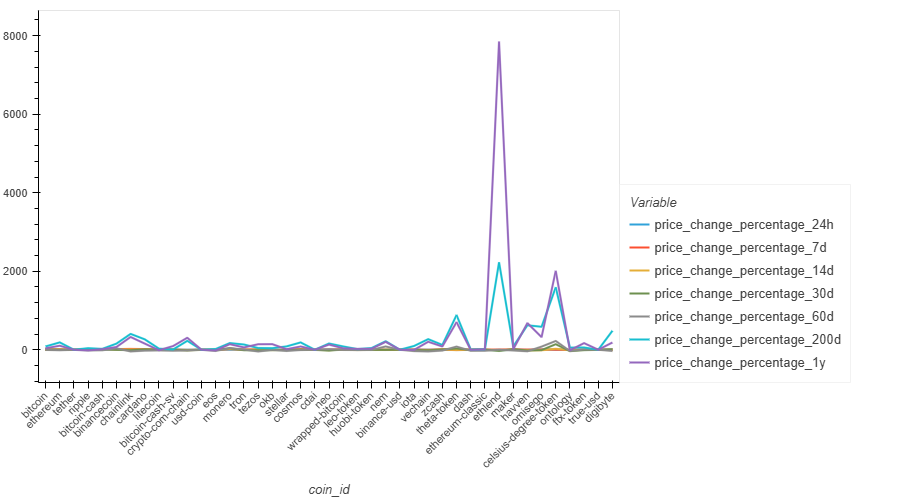 8000
6000
4000
2000
0
bitcoin
ethereum
tether
ripple
bitcoin-cash
binancecoin
chainlink
cardano
litecoin
bitcoin-cash-sv
crypto-com-chain
usd-coin
eos
monero
tron
tezos
okb
stellar
cosmos
cdai
neo
wrapped-bitcoin
leo-token
huobi-token
nem
binance-usd
iota
vechain
zcash
theta-token
dash
ethereum-classic
ethlend
maker
havven
omisego
celsius-degree-token
ontology
ftx-token
true-usd
digibyte
coin_id
Variable
price_change_percentage_24h
price_change_percentage_7d
price_change_percentage_14d
price_change_percentage_30d
price_change_percentage_60d
price_change_percentage_200d
price_change_percentage_1y